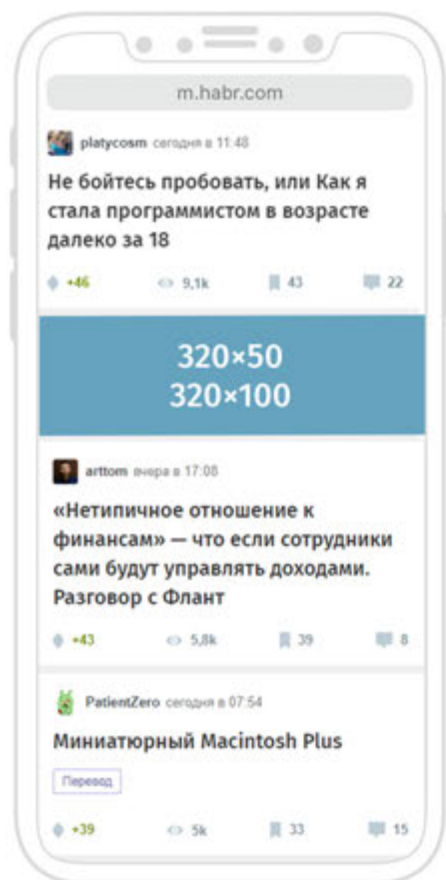 m.habr.com
platycosm сегодня в 11:48
Не бойтесь пробовать, или Как я
стала программистом в возрасте
далеко за 18
+46 9,1k 43 22
320×50
320×100
arttom вчера в 17:08
«Нетипичное отношение к
финансам» — что если сотрудники
сами будут управлять доходами.
Разговор с Флант
+43 5,8k 39 8
PatientZero сегодня в 07:54
Миниатюрный Macintosh Plus
Перевод
+39 5k 33 15